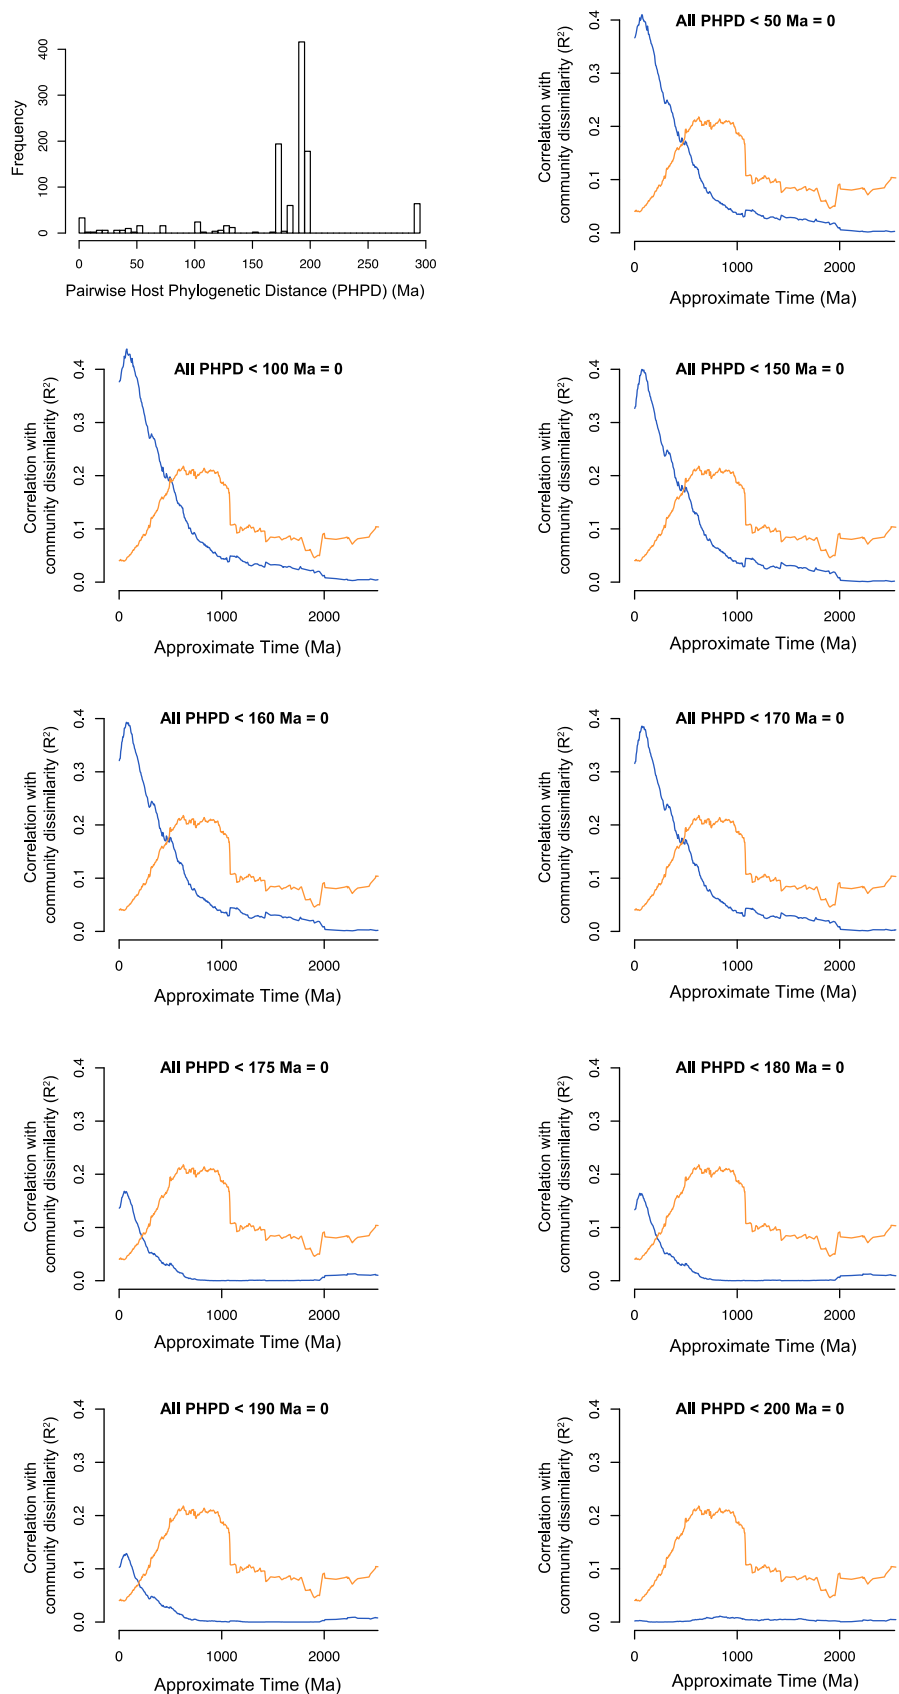 Frequency
0
100
200
300
400
0 50 100 150 200 250 300
Pairwise Host Phylogenetic Distance (PHPD) (Ma)
All PHPD < 50 Ma = 0
Correlation with
community dissimilarity (R²)
0.0
0.1
0.2
0.3
0.4
0 1000 2000
Approximate Time (Ma)
All PHPD < 100 Ma = 0
Correlation with
community dissimilarity (R²)
0.0
0.1
0.2
0.3
0.4
0 1000 2000
Approximate Time (Ma)
All PHPD < 150 Ma = 0
Correlation with
community dissimilarity (R²)
0.0
0.1
0.2
0.3
0.4
0 1000 2000
Approximate Time (Ma)
All PHPD < 160 Ma = 0
Correlation with
community dissimilarity (R²)
0.0
0.1
0.2
0.3
0.4
0 1000 2000
Approximate Time (Ma)
All PHPD < 170 Ma = 0
Correlation with
community dissimilarity (R²)
0.0
0.1
0.2
0.3
0.4
0 1000 2000
Approximate Time (Ma)
All PHPD < 175 Ma = 0
Correlation with
community dissimilarity (R²)
0.0
0.1
0.2
0.3
0.4
0 1000 2000
Approximate Time (Ma)
All PHPD < 180 Ma = 0
Correlation with
community dissimilarity (R²)
0.0
0.1
0.2
0.3
0.4
0 1000 2000
Approximate Time (Ma)
All PHPD < 190 Ma = 0
Correlation with
community dissimilarity (R²)
0.0
0.1
0.2
0.3
0.4
0 1000 2000
Approximate Time (Ma)
All PHPD < 200 Ma = 0
Correlation with
community dissimilarity (R²)
0.0
0.1
0.2
0.3
0.4
0 1000 2000
Approximate Time (Ma)